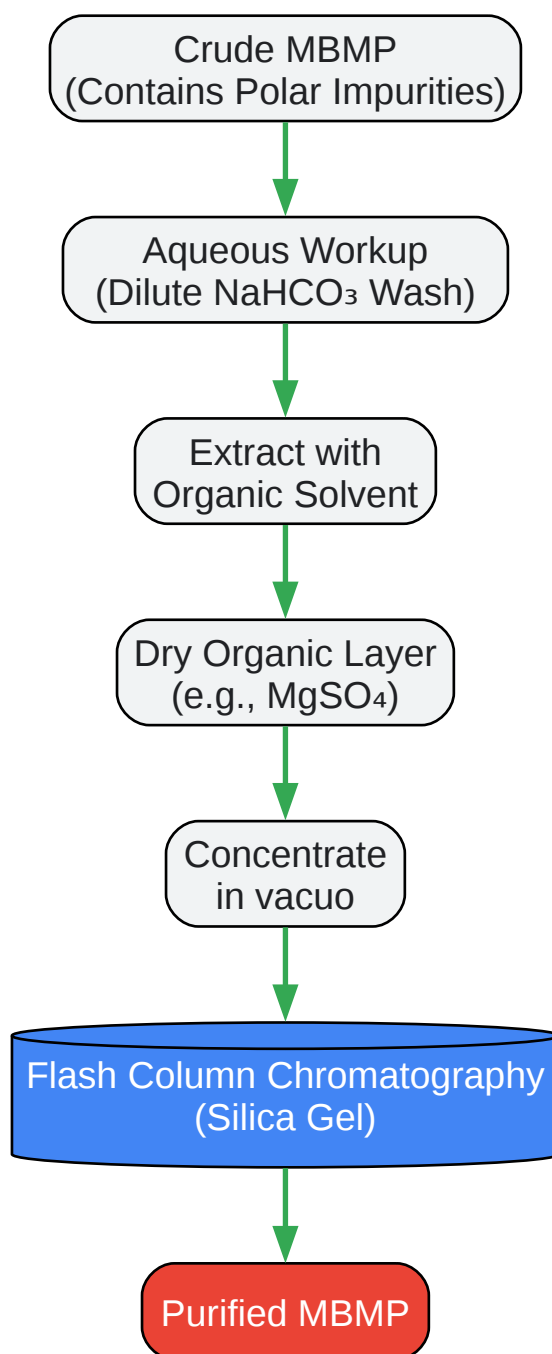 Crude MBMP
(Contains Polar Impurities)
Aqueous Workup
(Dilute NaHCO₃ Wash)
Extract with
Organic Solvent
Dry Organic Layer
(e.g., MgSO₄)
Concentrate
in vacuo
Flash Column Chromatography
(Silica Gel)
Purified MBMP